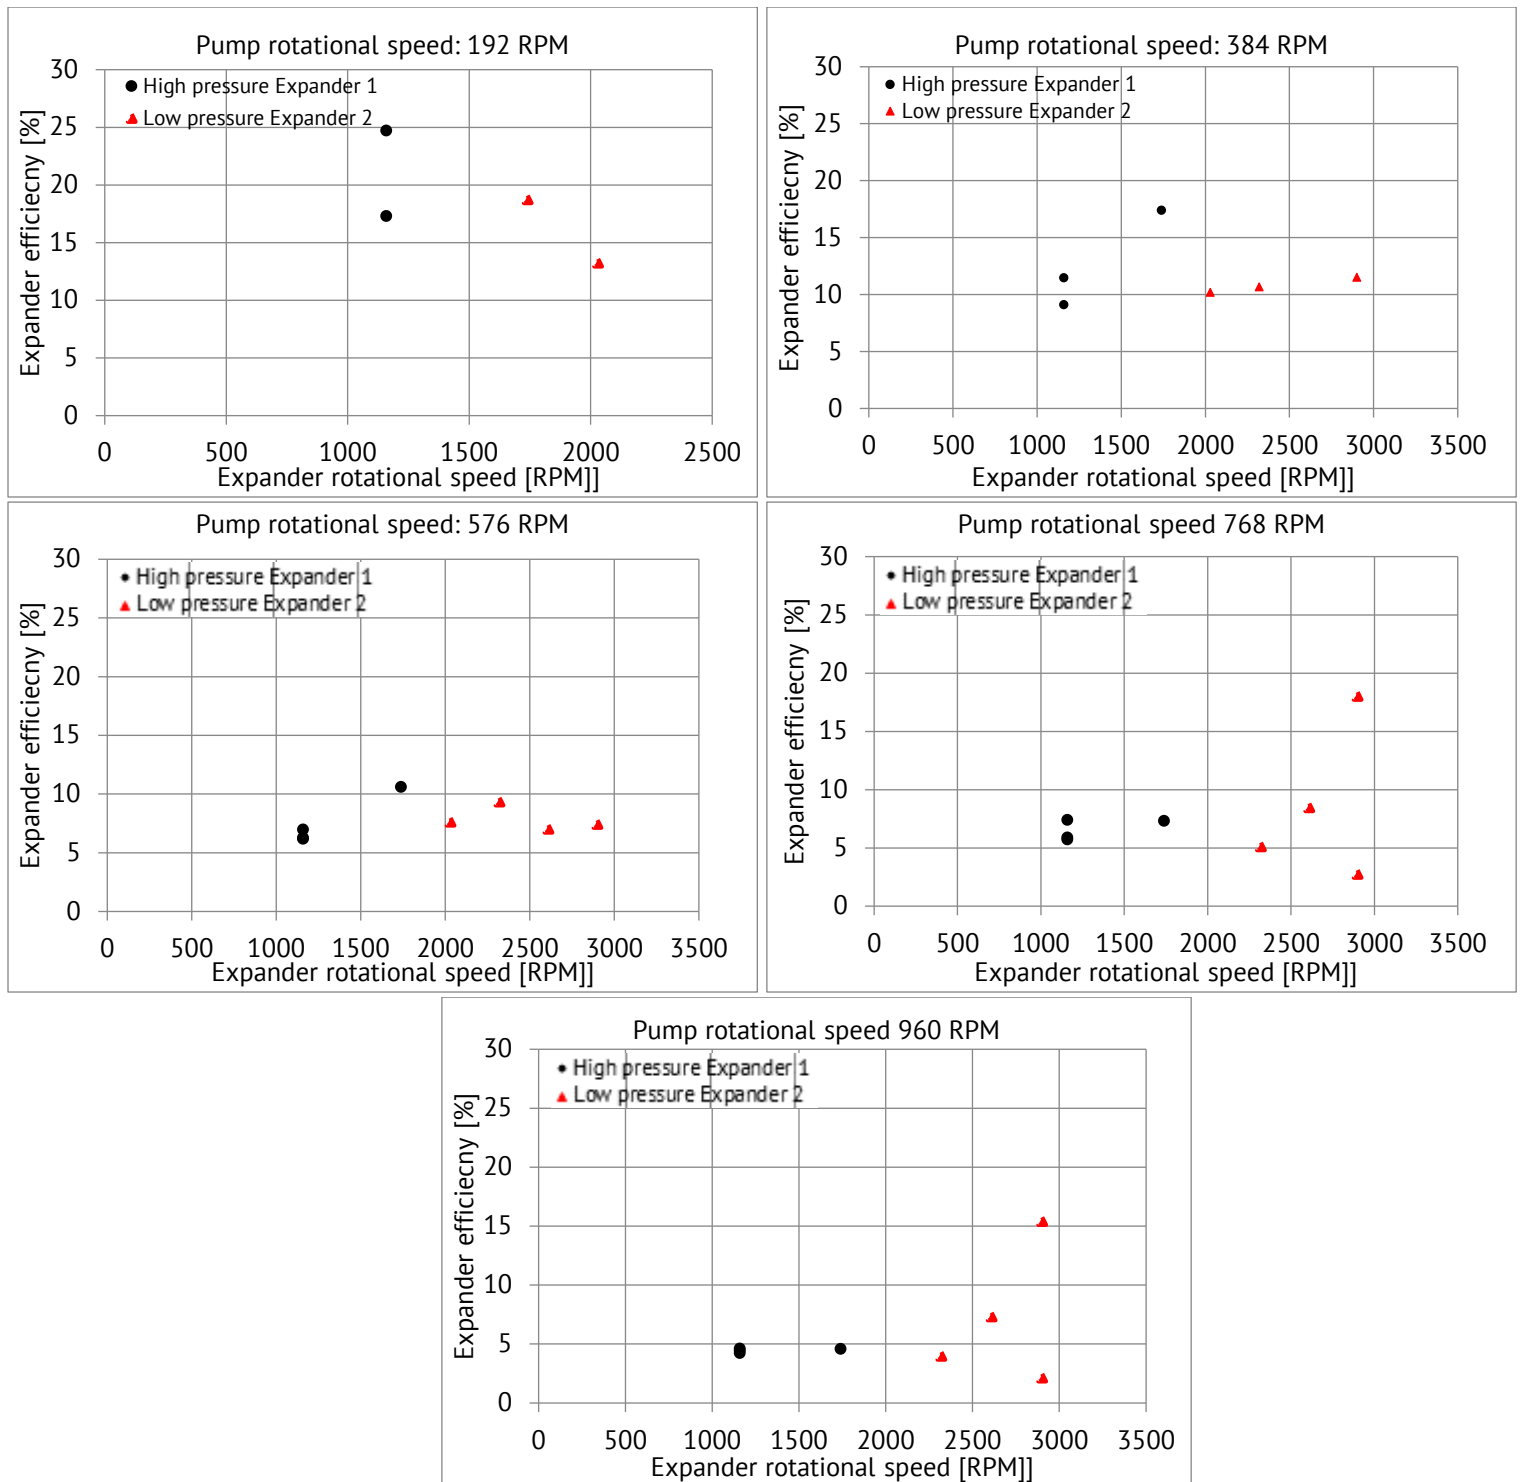 Pump rotational speed: 192 RPM
High pressure Expander 1
Low pressure Expander 2
Expander efficiecny [%]
30
25
20
15
10
5
0
0 500 1000 1500 2000 2500
Expander rotational speed [RPM]]
Pump rotational speed: 384 RPM
High pressure Expander 1
Low pressure Expander 2
Expander efficiecny [%]
30
25
20
15
10
5
0
0 500 1000 1500 2000 2500 3000 3500
Expander rotational speed [RPM]]
Pump rotational speed: 576 RPM
High pressure Expander 1
Low pressure Expander 2
Expander efficiecny [%]
30
25
20
15
10
5
0
0 500 1000 1500 2000 2500 3000 3500
Expander rotational speed [RPM]]
Pump rotational speed 768 RPM
High pressure Expander 1
Low pressure Expander 2
Expander efficiecny [%]
30
25
20
15
10
5
0
0 500 1000 1500 2000 2500 3000 3500
Expander rotational speed [RPM]]
Pump rotational speed 960 RPM
High pressure Expander 1
Low pressure Expander 2
Expander efficiecny [%]
30
25
20
15
10
5
0
0 500 1000 1500 2000 2500 3000 3500
Expander rotational speed [RPM]]